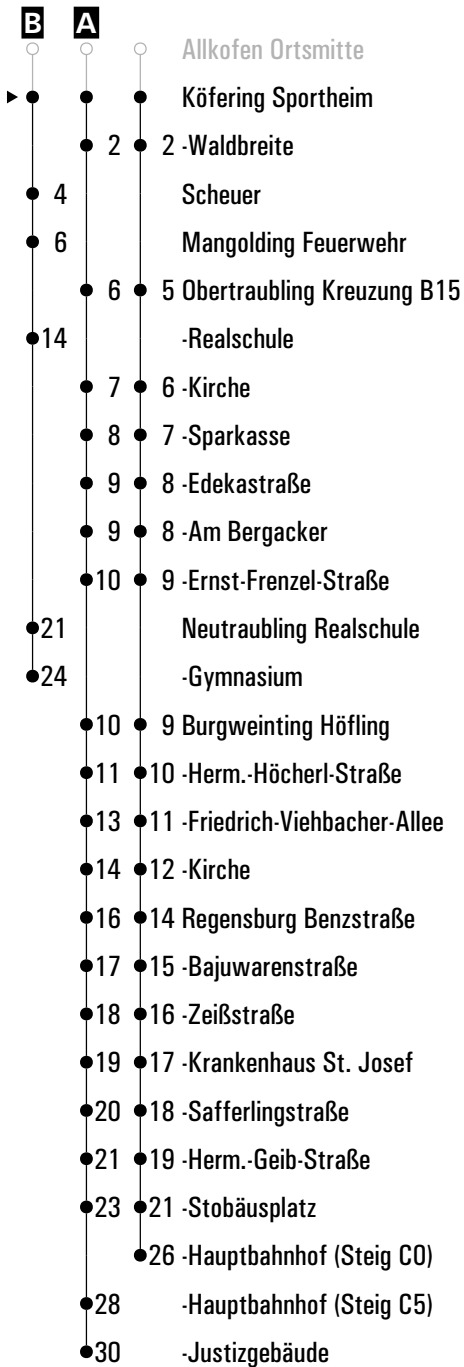 B A
Allkofen Ortsmitte
Köfering Sportheim
2 2 -Waldbreite
4 Scheuer
6 Mangolding Feuerwehr
6 5 Obertraubling Kreuzung B15
14 -Realschule
7 6 -Kirche
8 7 -Sparkasse
9 8 -Edekastraße
9 8 -Am Bergacker
10 9 -Ernst-Frenzel-Straße
21 Neutraubling Realschule
24 -Gymnasium
10 9 Burgweinting Höfling
11 10 -Herm.-Höcherl-Straße
13 11 -Friedrich-Viehbacher-Allee
14 12 -Kirche
16 14 Regensburg Benzstraße
17 15 -Bajuwarenstraße
18 16 -Zeißstraße
19 17 -Krankenhaus St. Josef
20 18 -Safferlingstraße
21 19 -Herm.-Geib-Straße
23 21 -Stobäusplatz
26 -Hauptbahnhof (Steig C0)
28 -Hauptbahnhof (Steig C5)
30 -Justizgebäude